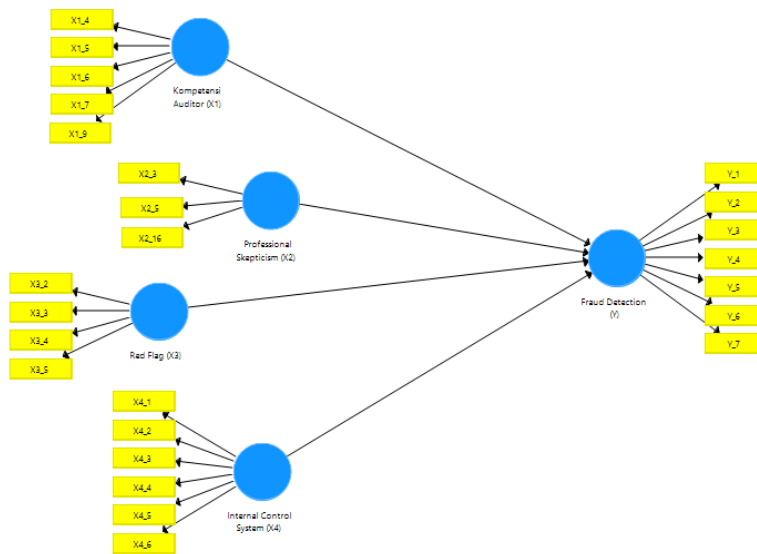 X1_4
X1_5
X1_6
X1_7
X1_9
Kompetensi
Auditor (X1)
X2_3
X2_5
X2_16
Professional
Skepticism (X2)
X3_2
X3_3
X3_4
X3_5
Red Flag (X3)
X4_1
X4_2
X4_3
X4_4
X4_5
X4_6
Internal Control
System (X4)
Y_1
Y_2
Y_3
Y_4
Y_5
Y_6
Y_7
Fraud Detection
(Y)